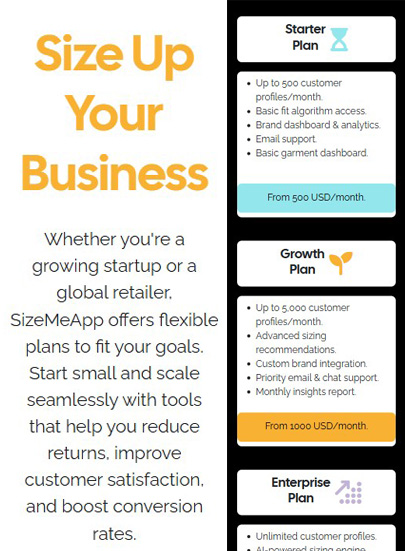 Size Up
Your
Business
Whether you're a
growing startup or a
global retailer,
SizeMeApp offers flexible
plans to fit your goals.
Start small and scale
seamlessly with tools
that help you reduce
returns, improve
customer satisfaction,
and boost conversion
rates.
Starter
Plan
• Up to 500 customer
profiles/month.
• Basic fit algorithm access.
• Brand dashboard & analytics.
• Email support.
• Basic garment dashboard.
From 500 USD/month.
Growth
Plan
• Up to 5,000 customer
profiles/month.
• Advanced sizing
recommendations.
• Custom brand integration.
• Priority email & chat support.
• Monthly insights report.
From 1000 USD/month.
Enterprise
Plan
• Unlimited customer profiles.
• AI-powered sizing engine